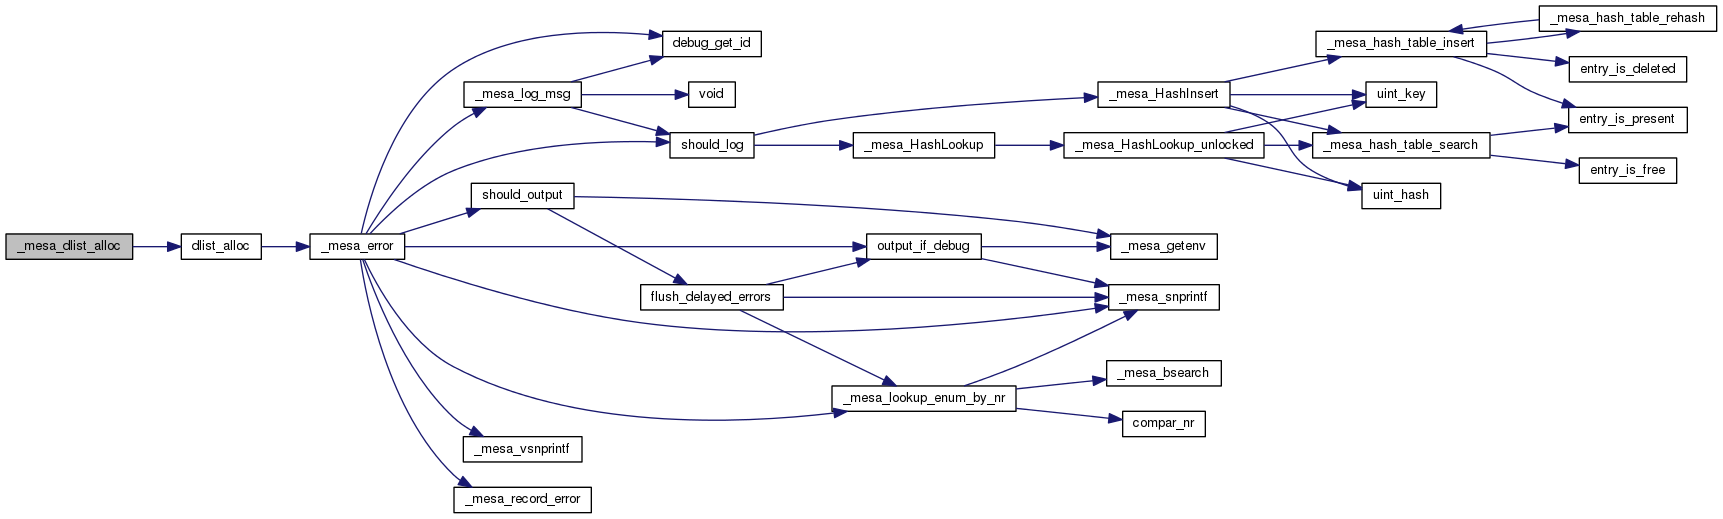 _mesa_dlist_alloc
dlist_alloc
_mesa_error
debug_get_id
_mesa_log_msg
void
should_log
should_output
output_if_debug
flush_delayed_errors
_mesa_lookup_enum_by_nr
_mesa_vsnprintf
_mesa_record_error
_mesa_HashInsert
_mesa_HashLookup
_mesa_HashLookup_unlocked
_mesa_getenv
_mesa_snprintf
_mesa_bsearch
compar_nr
_mesa_hash_table_insert
uint_key
_mesa_hash_table_search
uint_hash
_mesa_hash_table_rehash
entry_is_deleted
entry_is_present
entry_is_free